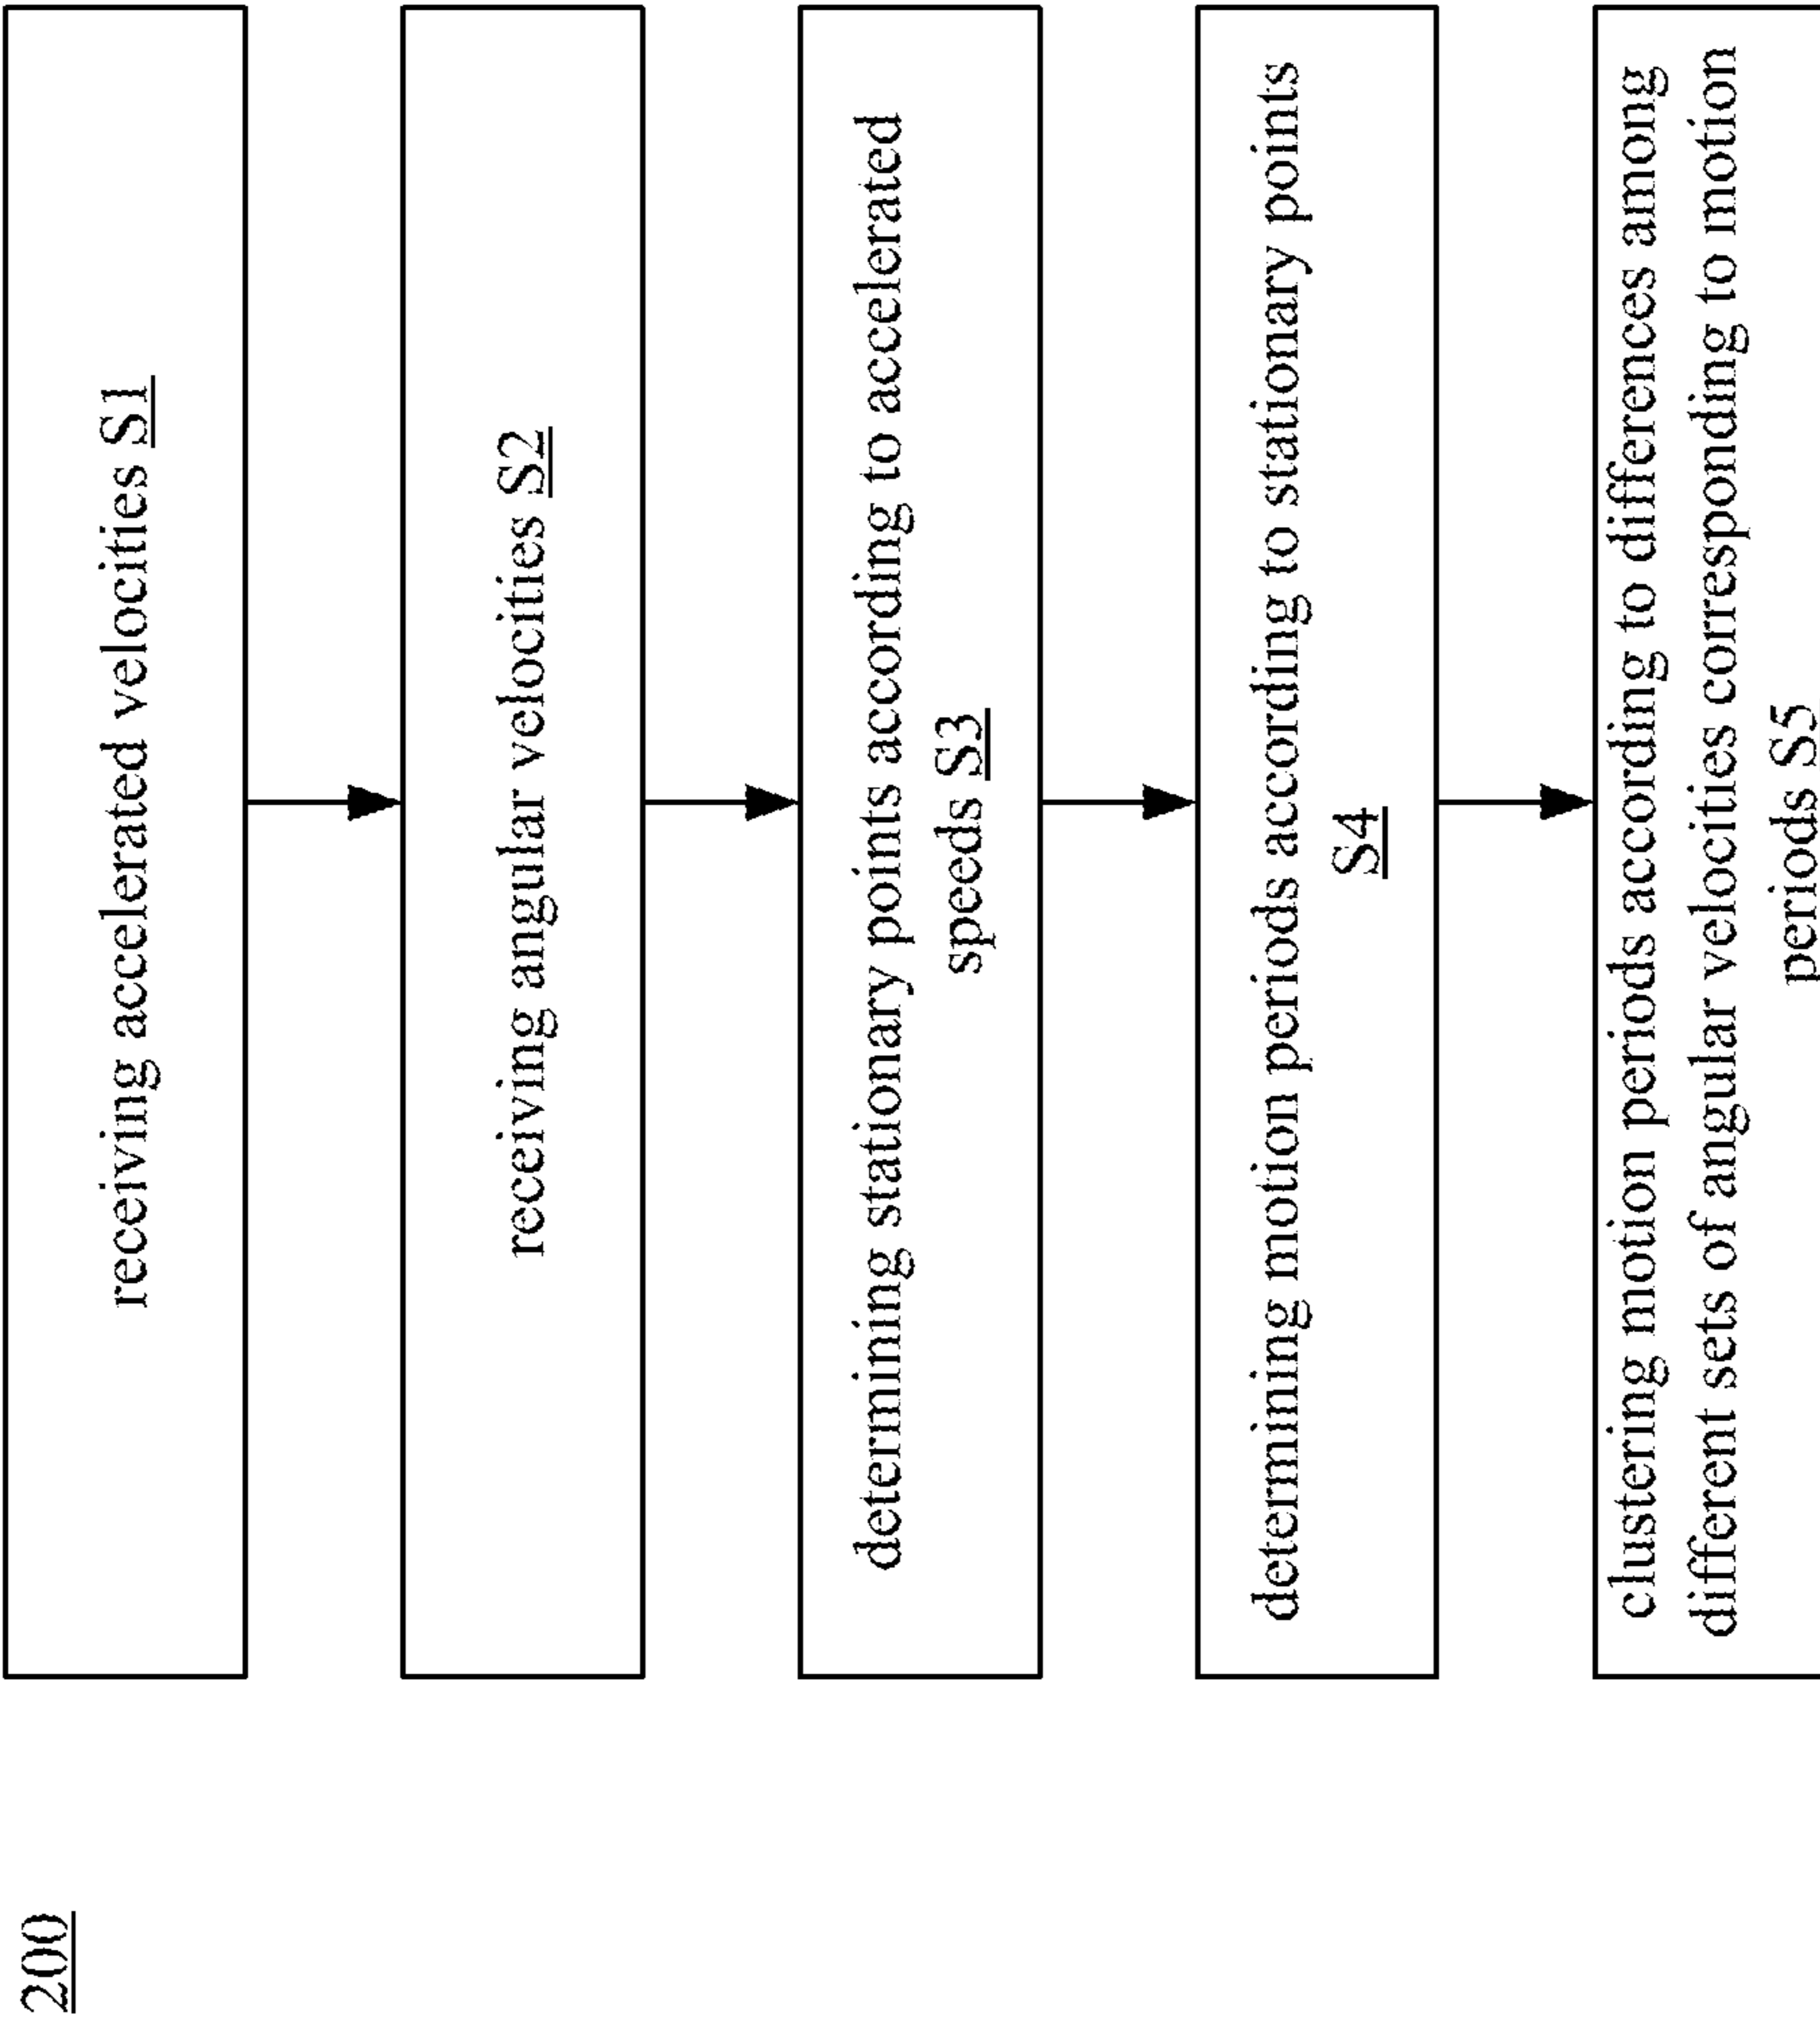 200
receiving accelerated velocities S1
receiving angular velocities S2
determining stationary points according to accelerated
speeds S3
determining motion periods according to stationary points
S4
clustering motion periods according to differences among
different sets of angular velocities corresponding to motion
periods S5